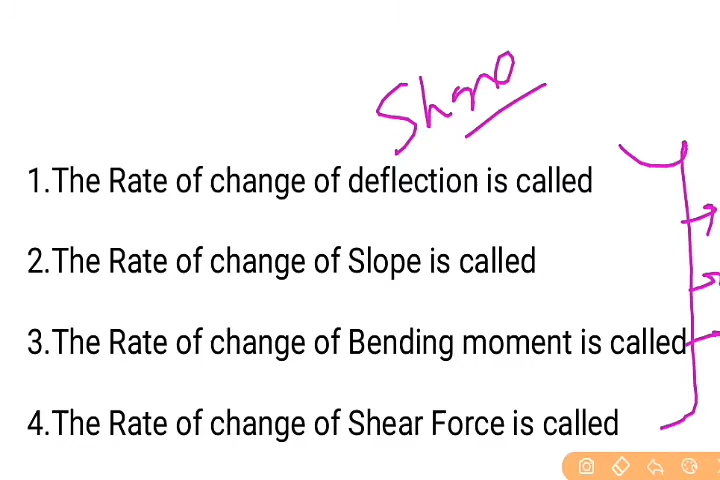 1.The Rate of change of deflection is called
2.The Rate of change of Slope is called
3.The Rate of change of Bending moment is called
4.The Rate of change of Shear Force is called